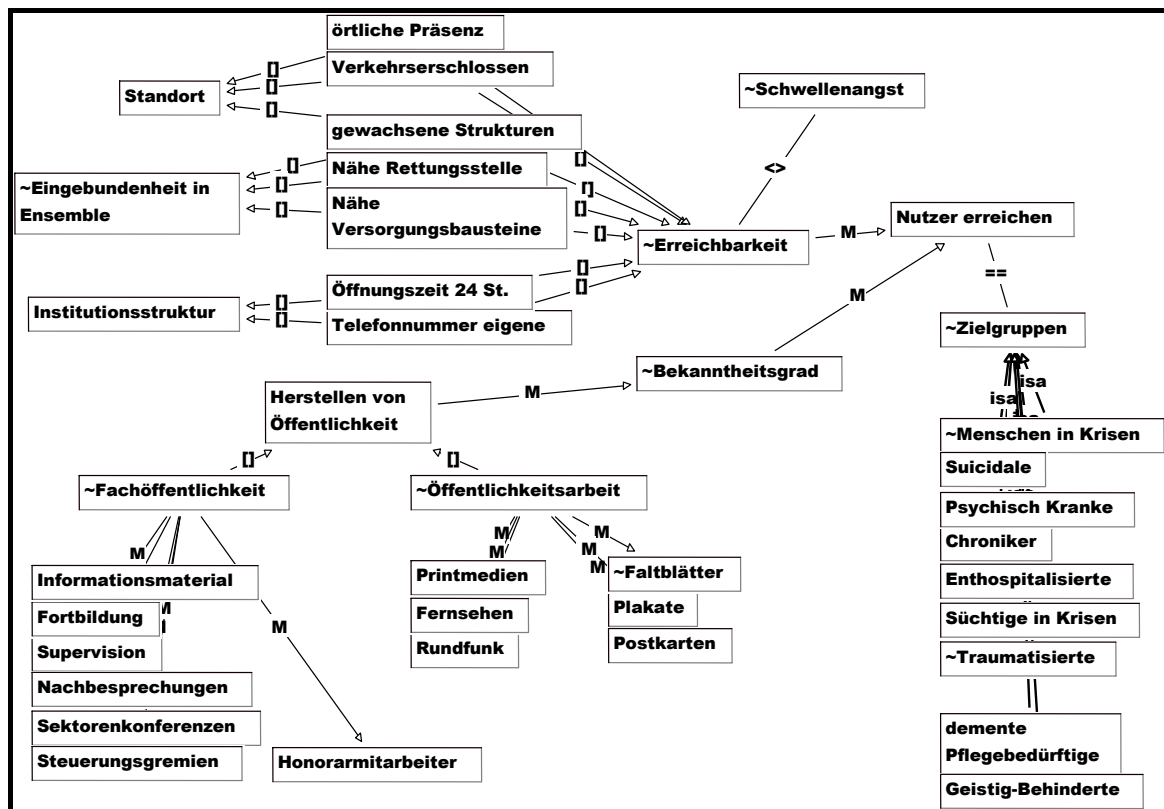 örtliche Präsenz
Verkehrserschlossen
[]
[]
Standort
~Schwellenangst
[]
gewachsene Strukturen
[]
[]
Nähe Rettungsstelle
<>
~Eingebundenheit in
Ensemble
[]
[]
Nähe
Versorgungsbausteine
[]
[]
[]
~Erreichbarkeit
M
Nutzer erreichen
==
Öffnungszeit 24 St.
[]
[]
[]
M
Institutionsstruktur
[]
Telefonnummer eigene
~Zielgruppen
~Bekanntheitsgrad
isa
isa
Herstellen von
Öffentlichkeit
M
~Menschen in Krisen
Suicidale
Psychisch Kranke
Chroniker
Enthospitalisierte
Süchtige in Krisen
~Traumatisierte
demente
Pflegebedürftige
Geistig-Behinderte
[]
[]
~Fachöffentlichkeit
~Öffentlichkeitsarbeit
M
M
M
M
M
M
Informationsmaterial
Fortbildung
Supervision
Nachbesprechungen
Sektorenkonferenzen
Steuerungsgremien
M
Honorarmitarbeiter
Printmedien
Fernsehen
Rundfunk
~Faltblätter
Plakate
Postkarten